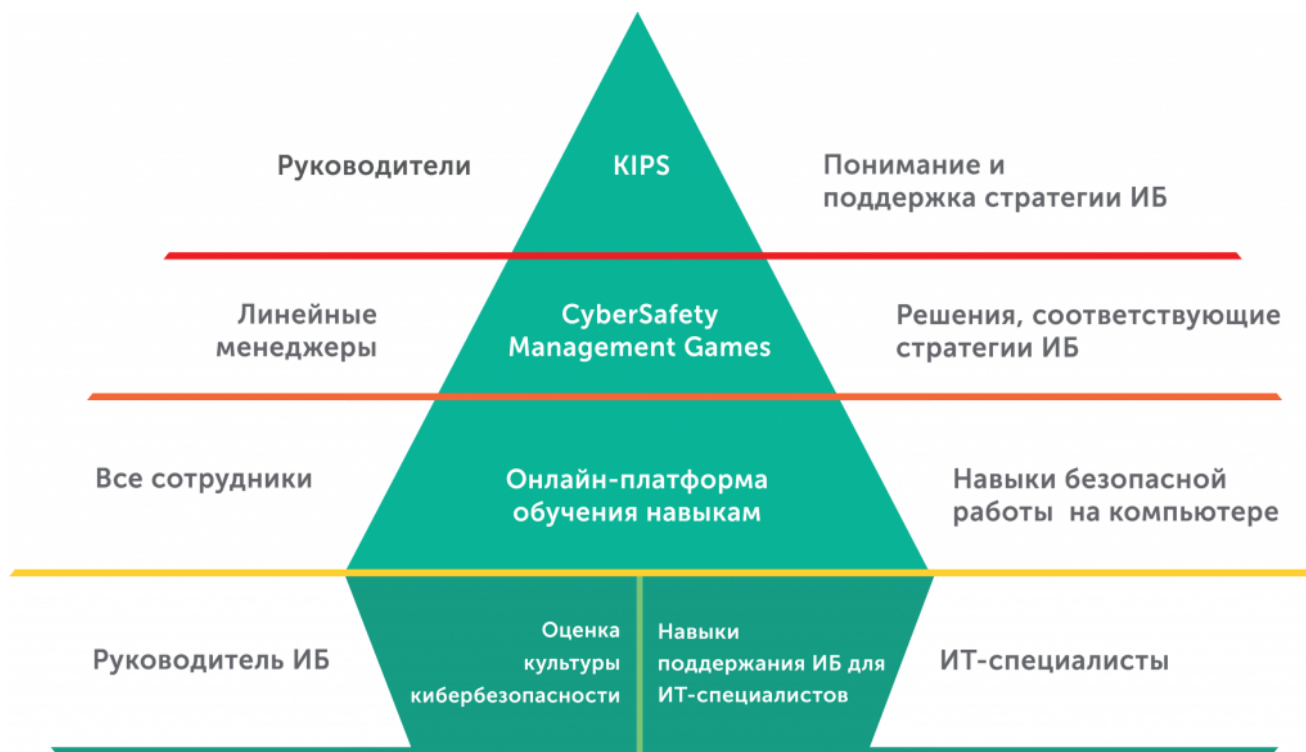 Руководители
KIPS
Понимание и
поддержка стратегии ИБ
Линейные
менеджеры
CyberSafety
Management Games
Решения, соответствующие
стратегии ИБ
Все сотрудники
Онлайн-платформа
обучения навыкам
Навыки безопасной
работы на компьютере
Руководитель ИБ
Оценка
культуры
кибербезопасности
Навыки
поддержания ИБ для
ИТ-специалистов
ИТ-специалисты